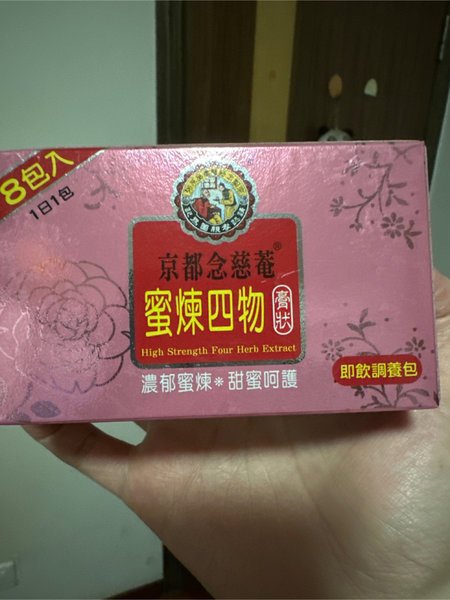 8包入
1日1包
京都念慈菴®
蜜煉四物
膏狀
High Strength Four Herb Extract
濃郁蜜煉❋甜蜜呵護
即飲調養包